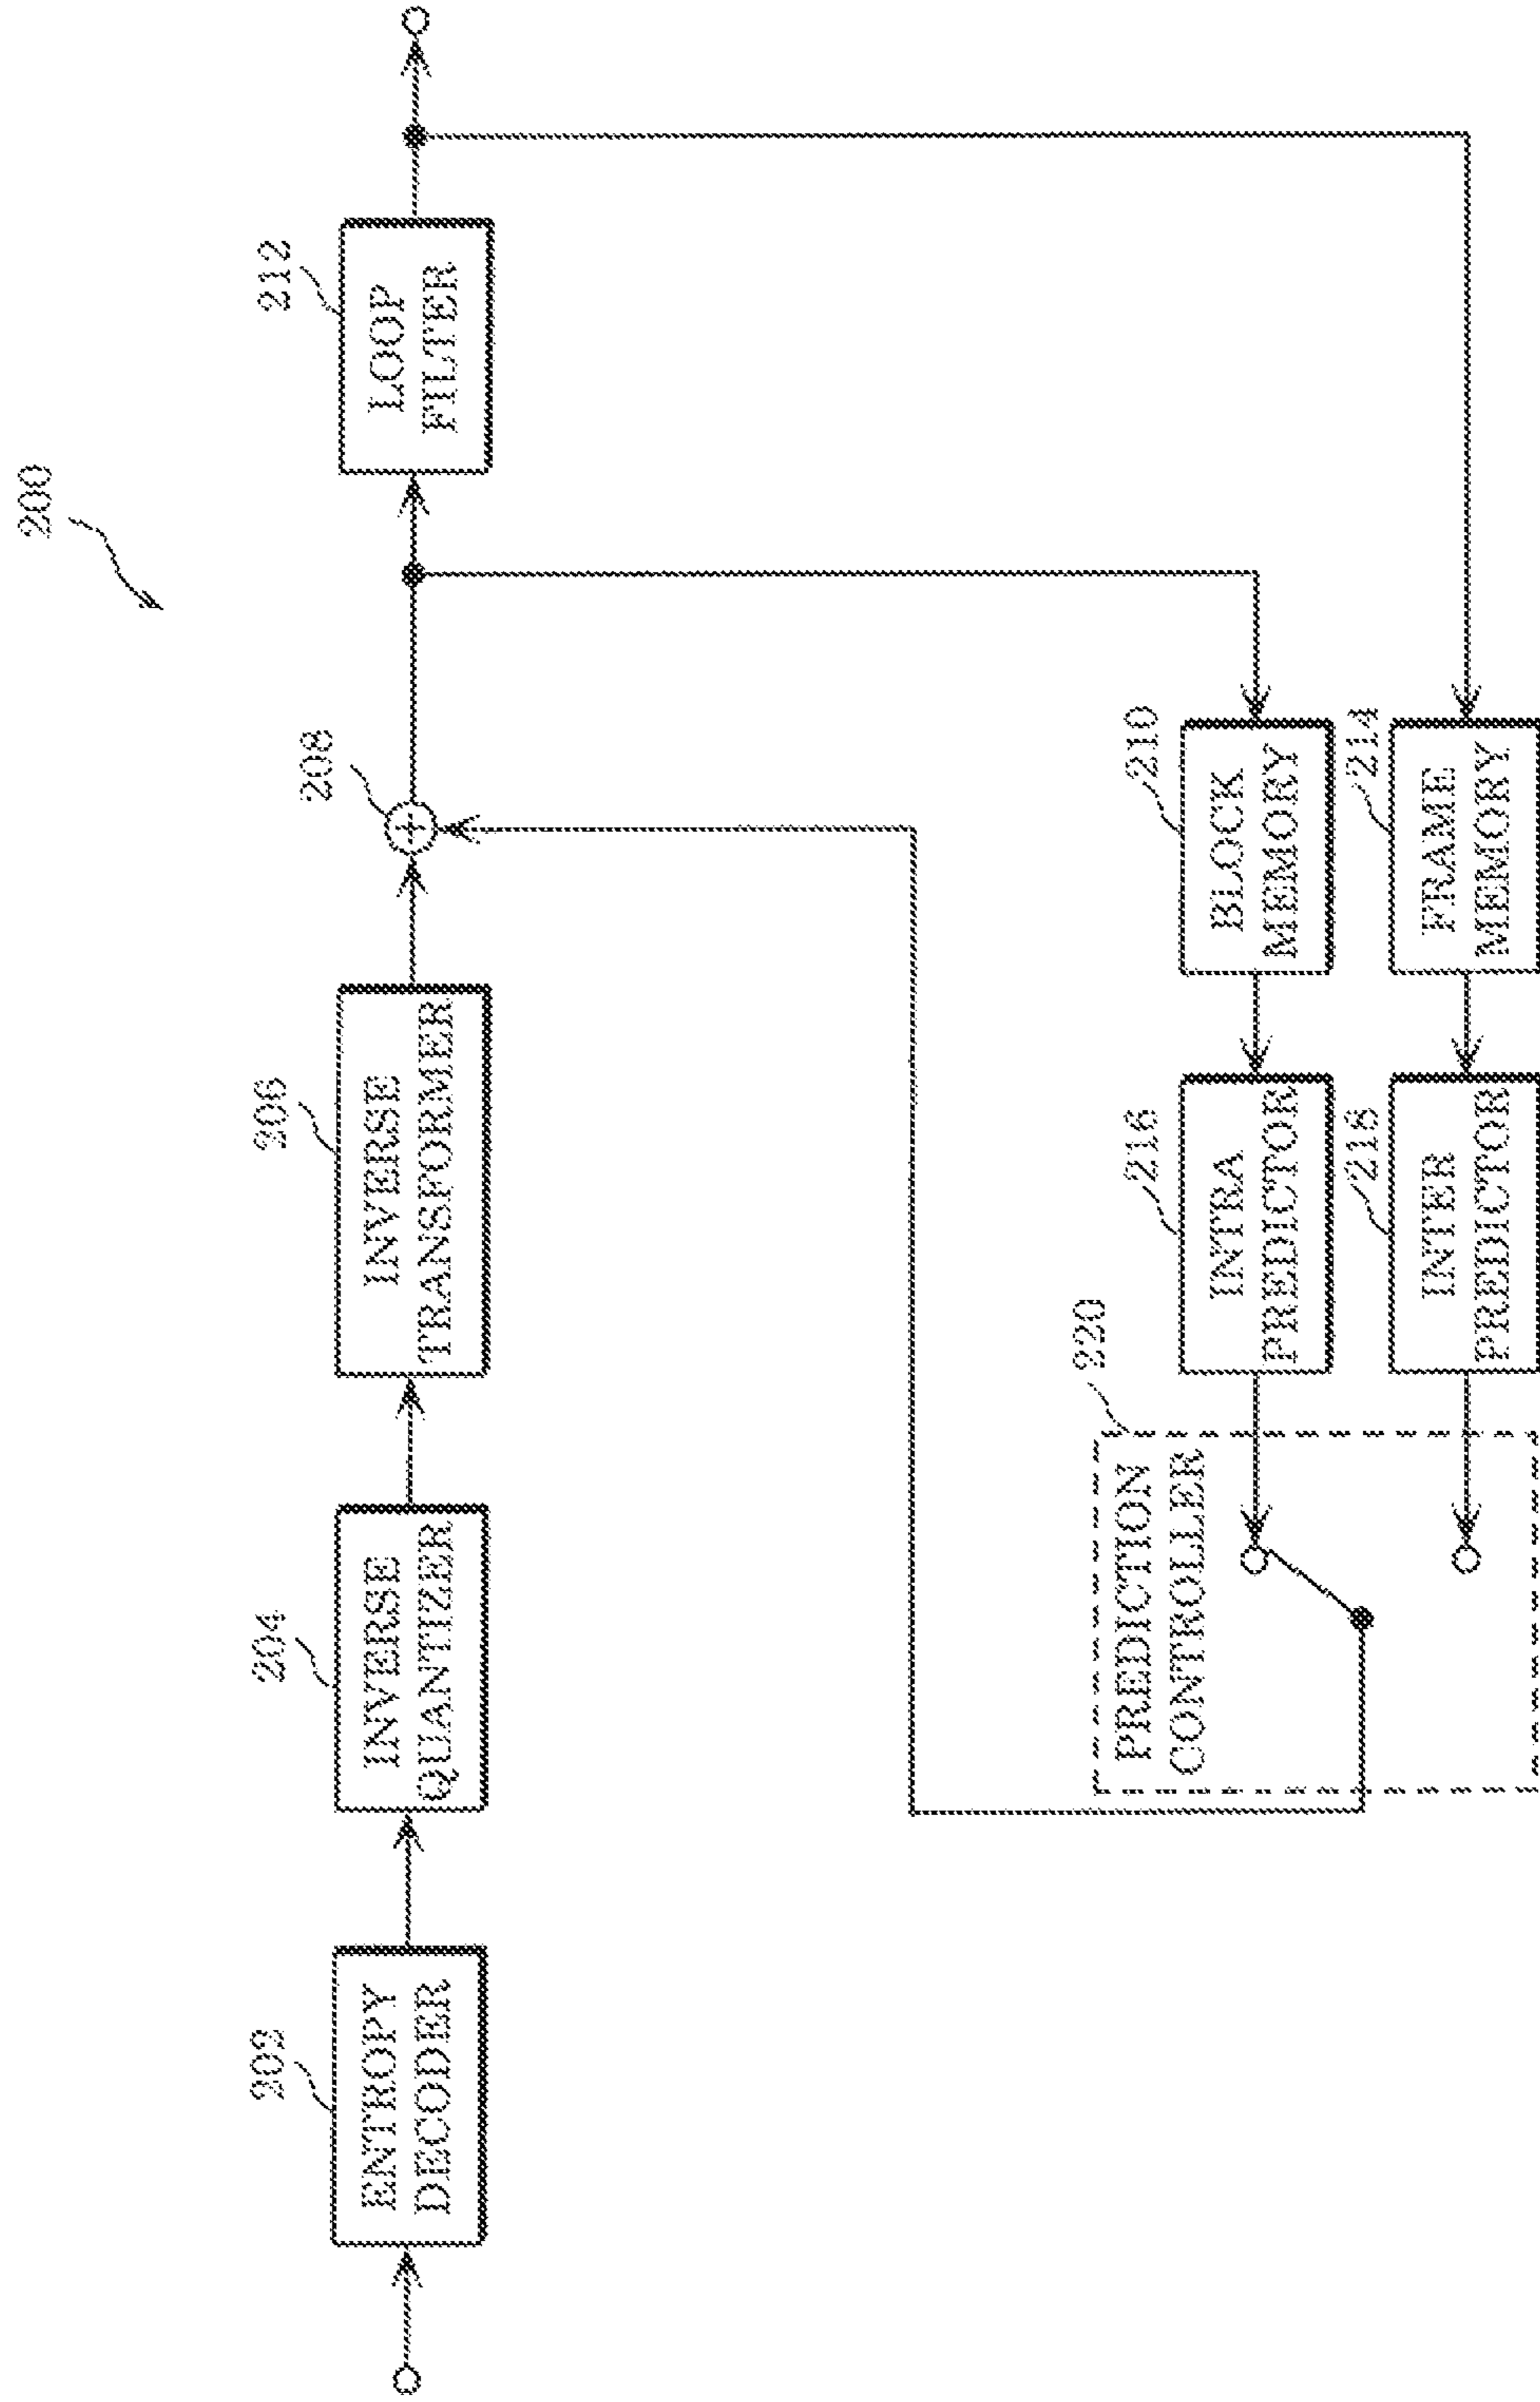 200
202
ENTROPY
DECODER
204
INVERSE
QUANTIZER
206
INVERSE
TRANSFORMER
208
+
212
LOOP
FILTER
220
PREDICTION
CONTROLLER
216
INTRA
PREDICTOR
210
BLOCK
MEMORY
218
INTER
PREDICTOR
214
FRAME
MEMORY